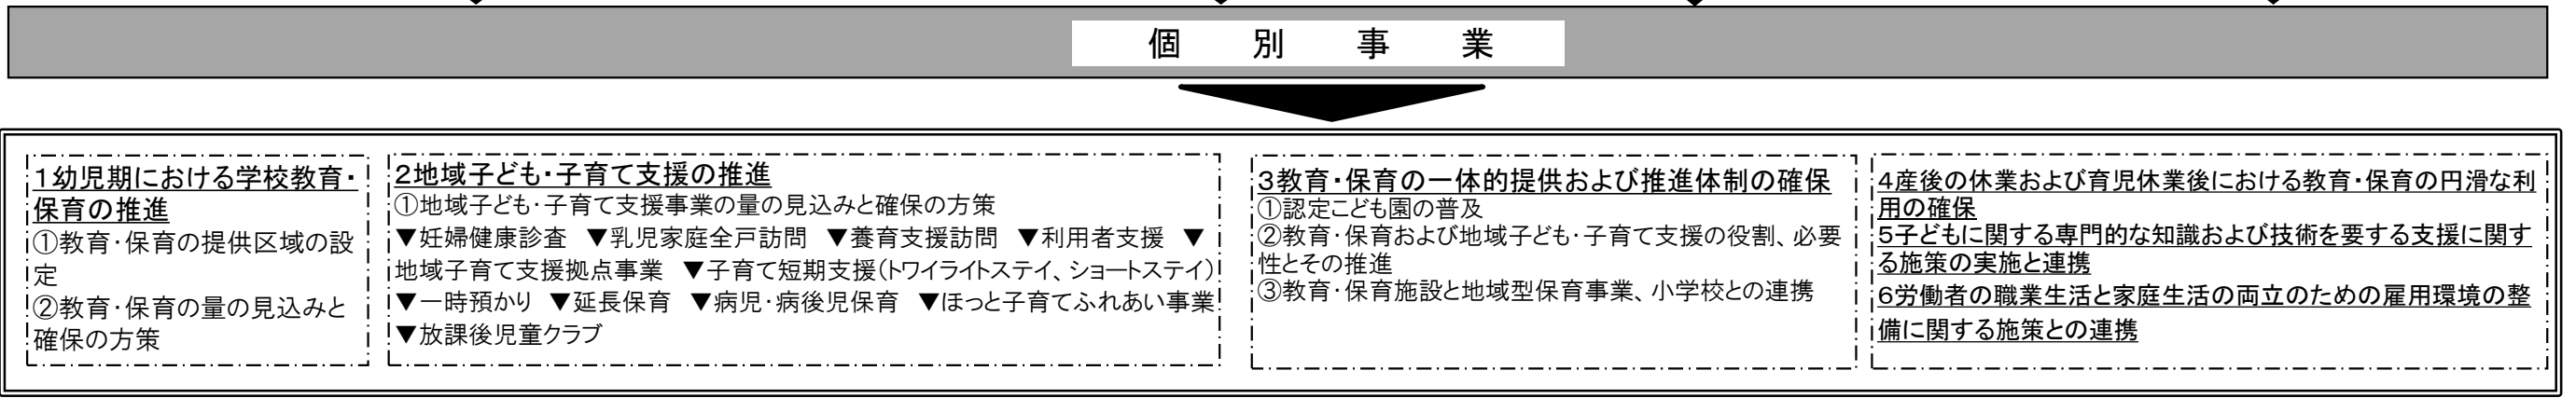 個別事業
1幼児期における学校教育・
保育の推進
①教育・保育の提供区域の設
定
②教育・保育の量の見込みと
確保の方策
2地域子ども・子育て支援の推進
①地域子ども・子育て支援事業の量の見込みと確保の方策
▼妊婦健康診査 ▼乳児家庭全戸訪問 ▼養育支援訪問 ▼利用者支援 ▼
地域子育て支援拠点事業 ▼子育て短期支援(トワイライトステイ、ショートステイ)
▼一時預かり ▼延長保育 ▼病児・病後児保育 ▼ほっと子育てふれあい事業
▼放課後児童クラブ
3教育・保育の一体的提供および推進体制の確保
①認定こども園の普及
②教育・保育および地域子ども・子育て支援の役割、必要
性とその推進
③教育・保育施設と地域型保育事業、小学校との連携
4産後の休業および育児休業後における教育・保育の円滑な利
用の確保
5子どもに関する専門的な知識および技術を要する支援に関す
る施策の実施と連携
6労働者の職業生活と家庭生活の両立のための雇用環境の整
備に関する施策との連携